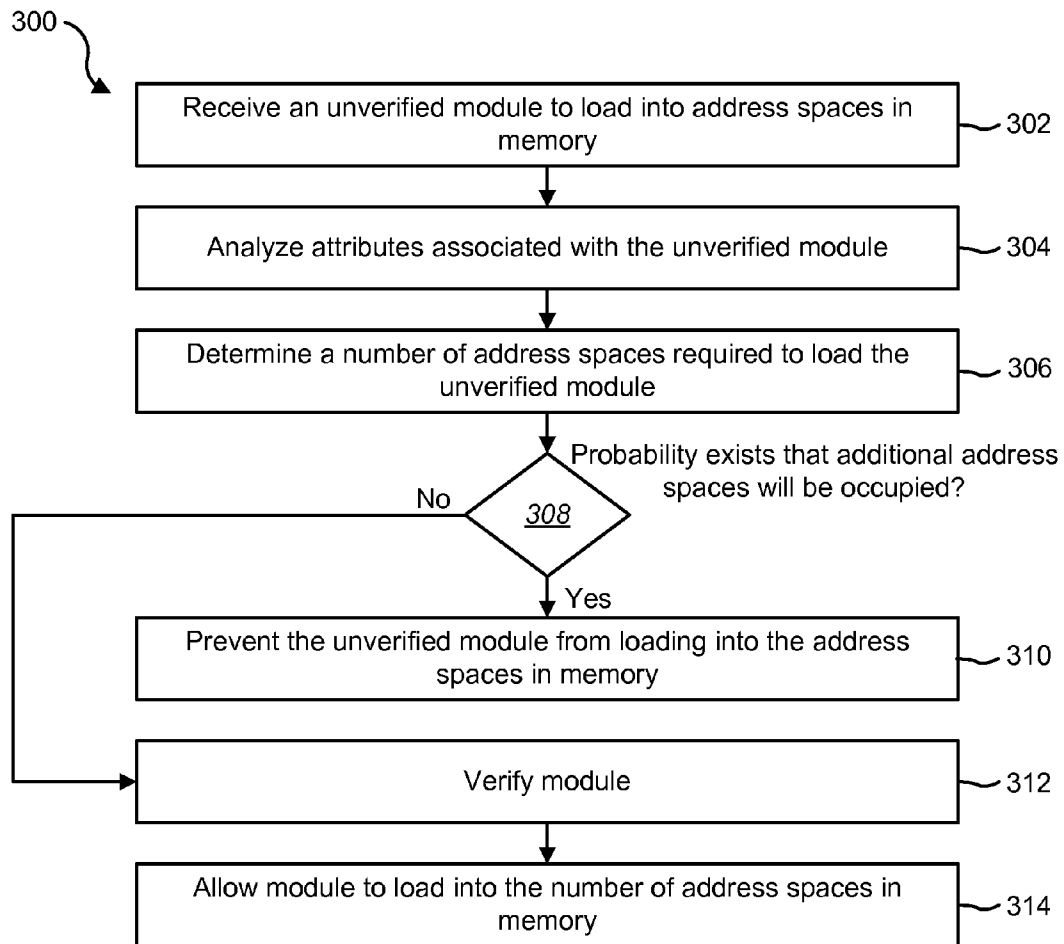 300
Receive an unverified module to load into address spaces in
memory
302
Analyze attributes associated with the unverified module
304
Determine a number of address spaces required to load the
unverified module
306
Probability exists that additional address
spaces will be occupied?
No
308
Yes
Prevent the unverified module from loading into the address
spaces in memory
310
Verify module
312
Allow module to load into the number of address spaces in
memory
314